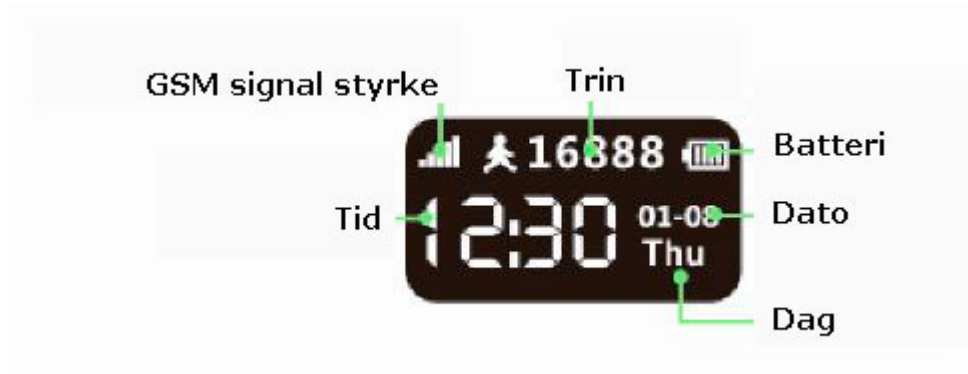 GSM signal styrke
Trin
16888
Batteri
Tid
12:30
01-08
Dato
Thu
Dag